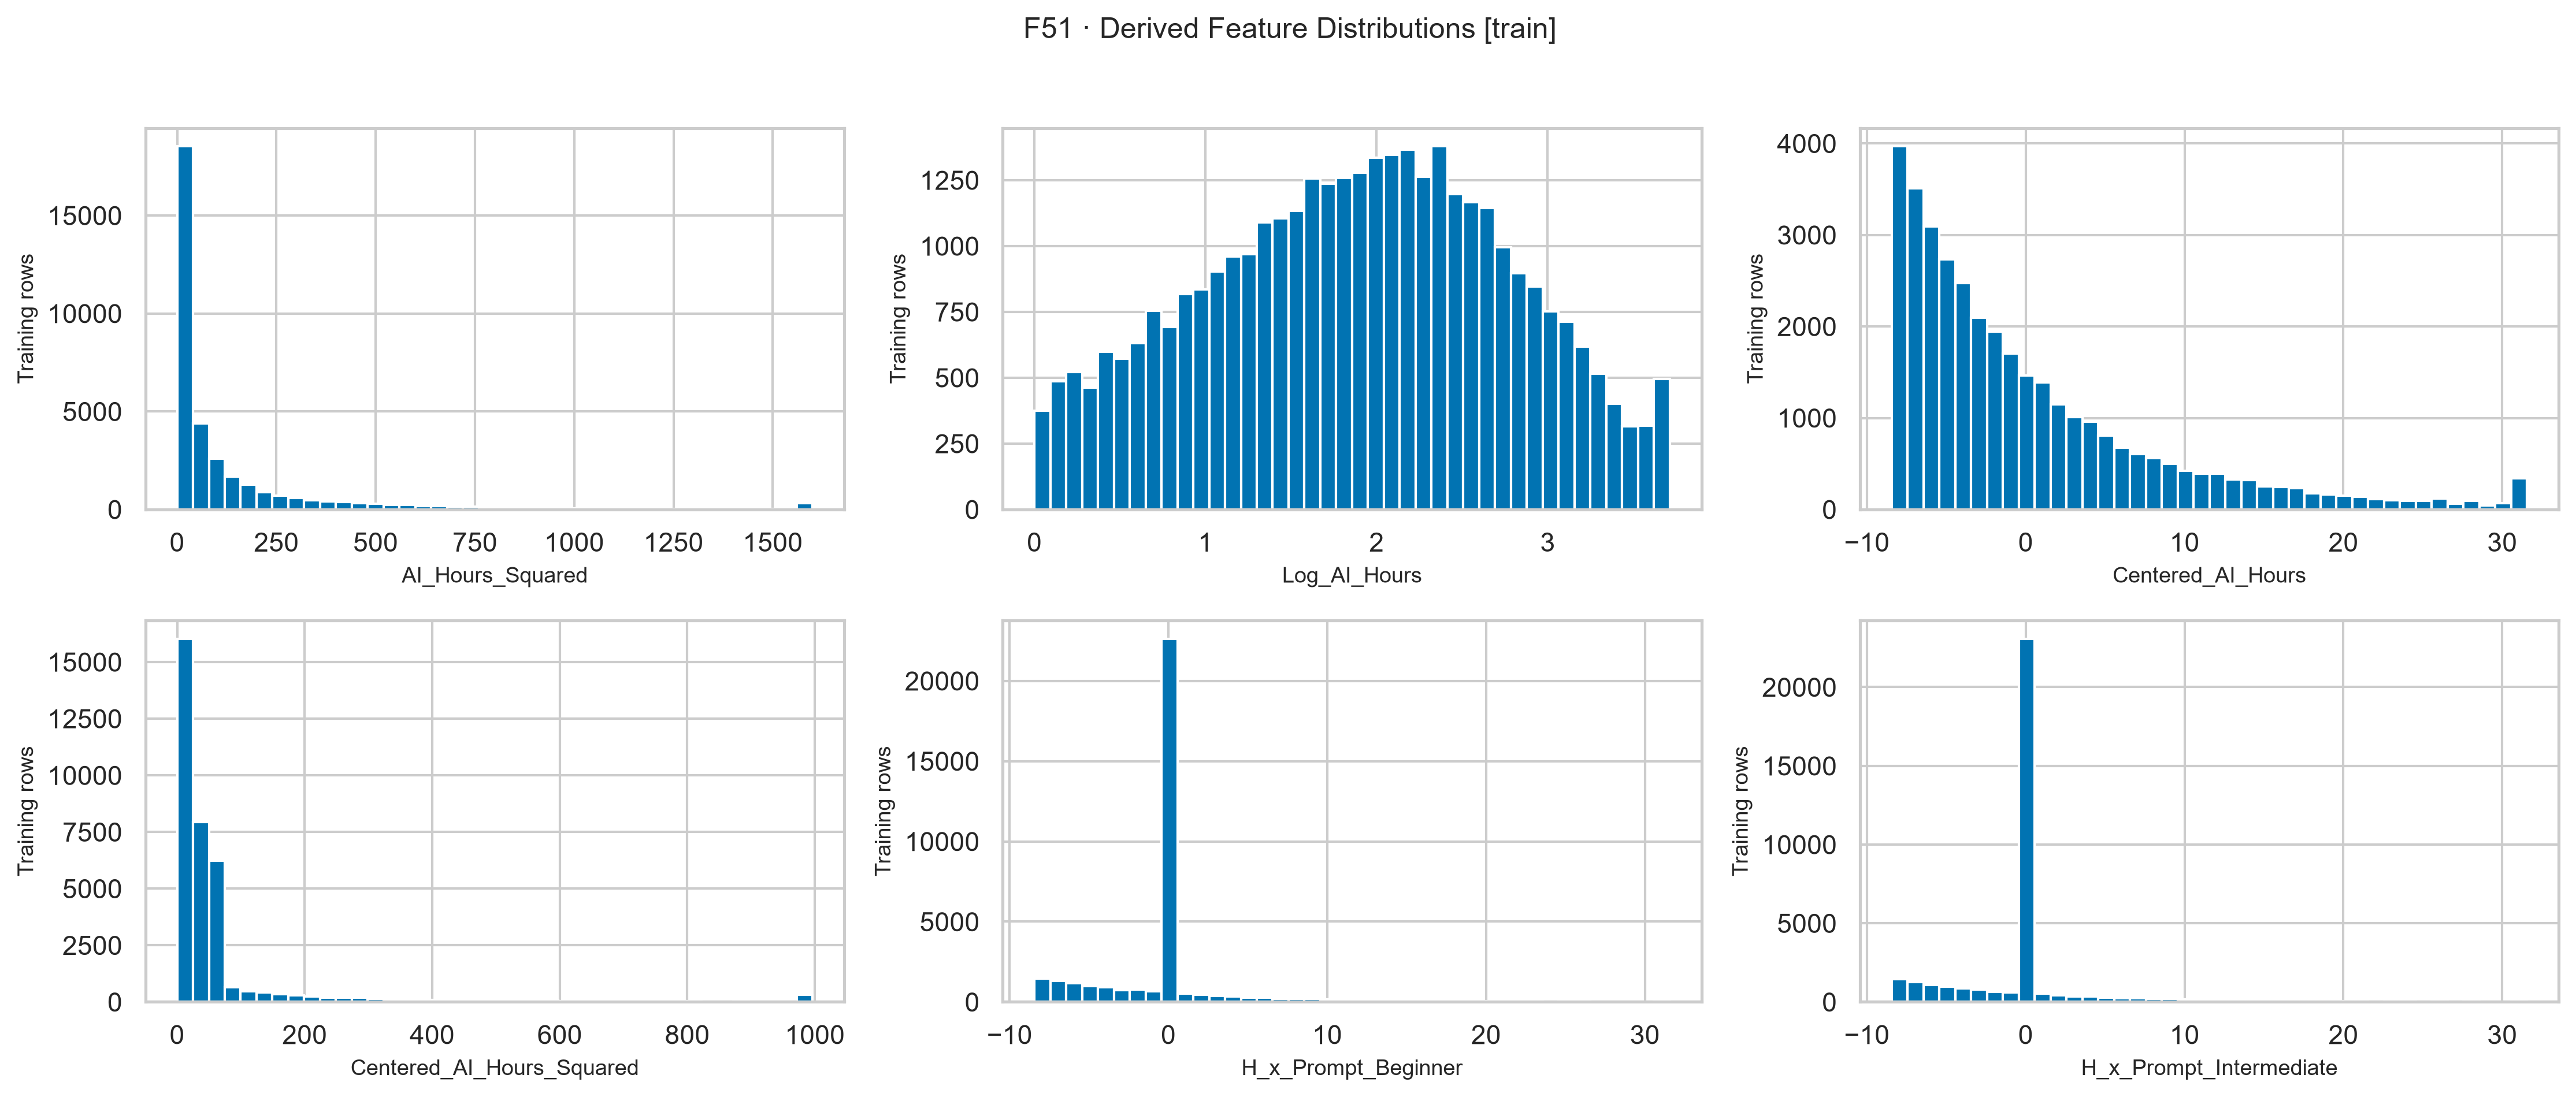 F51 · Derived Feature Distributions [train]
Training rows
15000
10000
5000
0
0 250 500 750 1000 1250 1500
AI_Hours_Squared
Training rows
1250
1000
750
500
250
0
0 1 2 3
Log_AI_Hours
Training rows
4000
3000
2000
1000
0
−10 0 10 20 30
Centered_AI_Hours
Training rows
15000
12500
10000
7500
5000
2500
0
0 200 400 600 800 1000
Centered_AI_Hours_Squared
Training rows
20000
15000
10000
5000
0
−10 0 10 20 30
H_x_Prompt_Beginner
Training rows
20000
15000
10000
5000
0
−10 0 10 20 30
H_x_Prompt_Intermediate